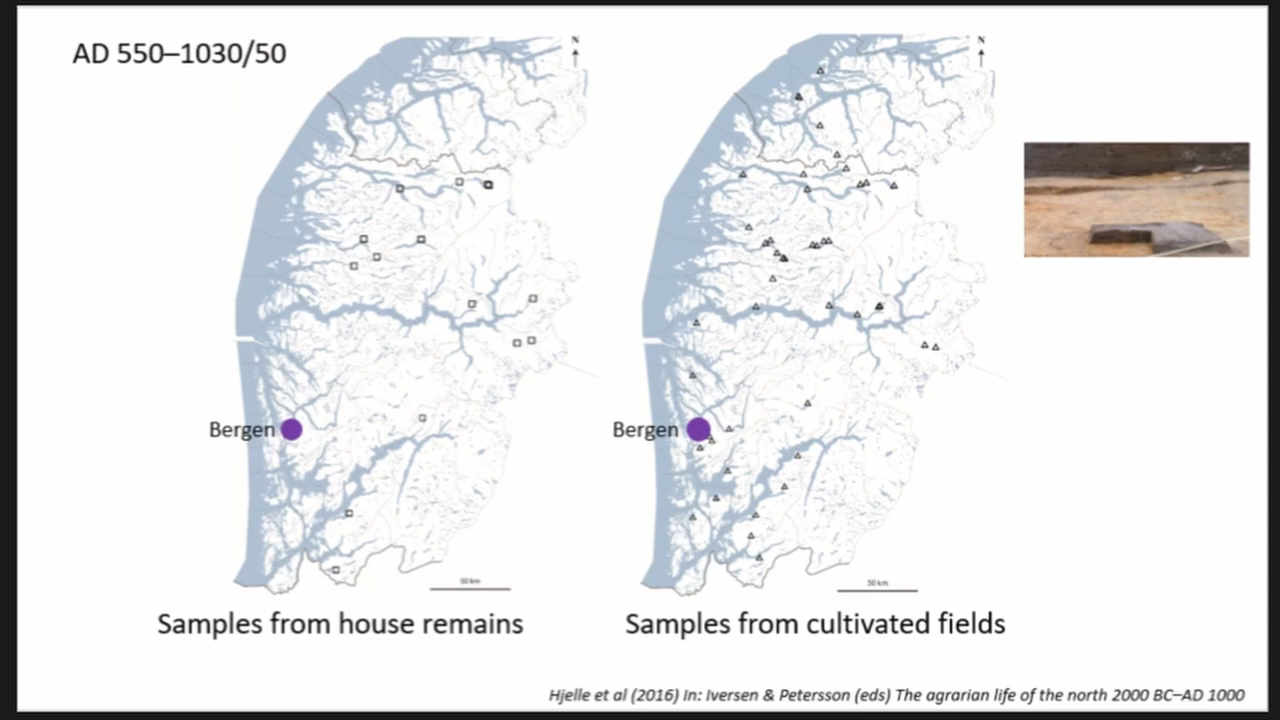 AD 550–1030/50
N
N
Bergen
Bergen
50 km
50 km
Samples from house remains
Samples from cultivated fields
Hjelle et al (2016) In: Iversen & Petersson (eds) The agrarian life of the north 2000 BC–AD 1000